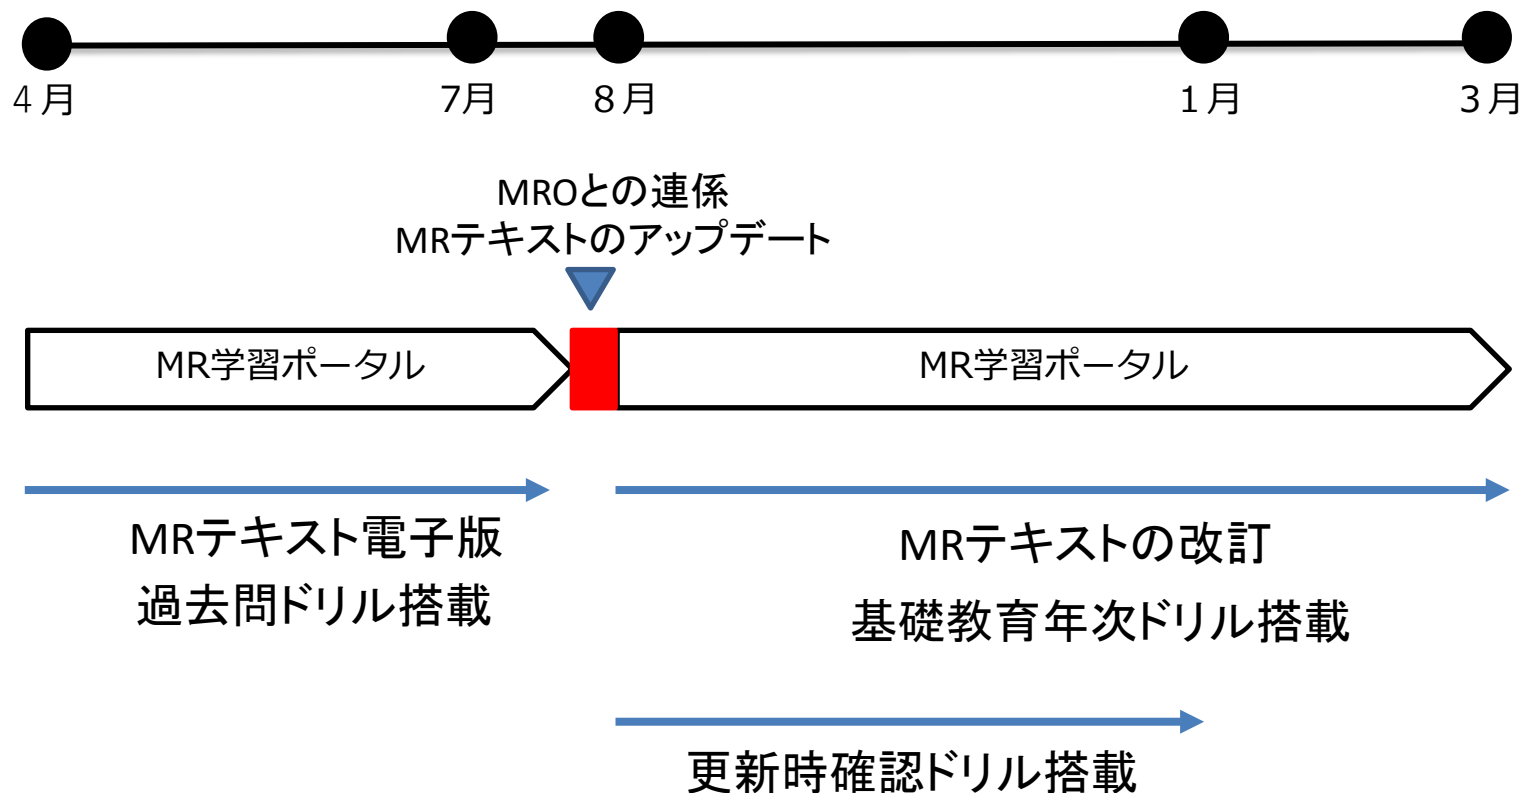 ４月
7月
８月
１月
３月
MROとの連係
MRテキストのアップデート
MR学習ポータル
MR学習ポータル
MRテキスト電子版
過去問ドリル搭載
MRテキストの改訂
基礎教育年次ドリル搭載
更新時確認ドリル搭載